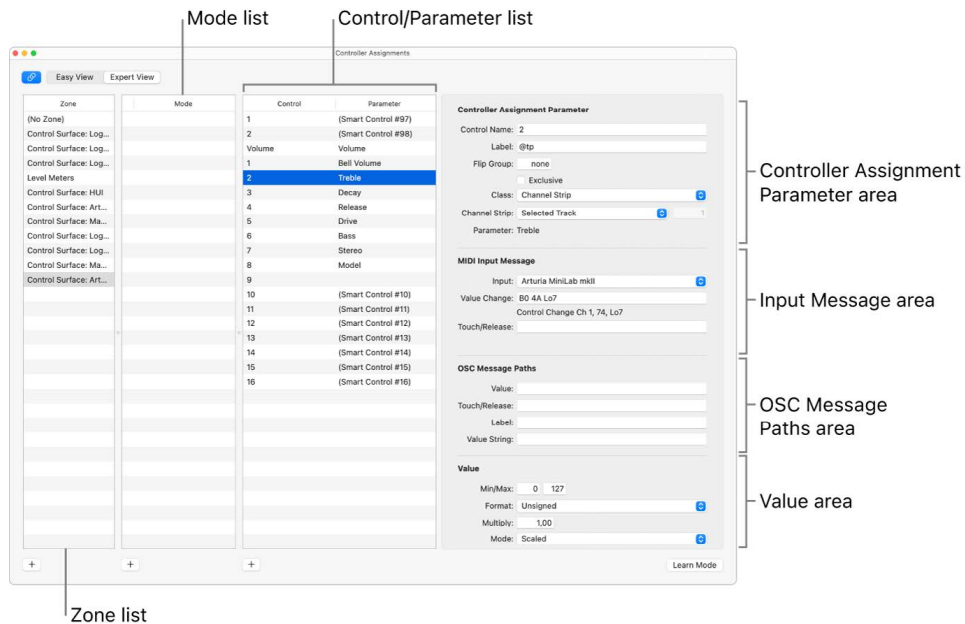 Mode list
Control/Parameter list
Controller Assignments
Easy View
Expert View
Zone
(No Zone)
Control Surface: Log...
Control Surface: Log...
Control Surface: Log...
Level Meters
Control Surface: HUI
Control Surface: Art...
Control Surface: Ma...
Control Surface: Log...
Control Surface: Log...
Control Surface: Ma...
Control Surface: Art...
Mode
Control Parameter
1 (Smart Control #97)
2 (Smart Control #98)
Volume Volume
1 Bell Volume
2 Treble
3 Decay
4 Release
5 Drive
6 Bass
7 Stereo
8 Model
9
10 (Smart Control #10)
11 (Smart Control #11)
12 (Smart Control #12)
13 (Smart Control #13)
14 (Smart Control #14)
15 (Smart Control #15)
16 (Smart Control #16)
Controller Assignment Parameter
Control Name: 2
Label: @tp
Flip Group: none
Exclusive
Class: Channel Strip
Channel Strip: Selected Track 1
Parameter: Treble
MIDI Input Message
Input: Arturia MiniLab mkII
Value Change: B0 4A Lo7
Control Change Ch 1, 74, Lo7
Touch/Release:
OSC Message Paths
Value:
Touch/Release:
Label:
Value String:
Value
Min/Max: 0 127
Format: Unsigned
Multiply: 1,00
Mode: Scaled
+
+
+
Learn Mode
Controller Assignment
Parameter area
Input Message area
OSC Message
Paths area
Value area
Zone list